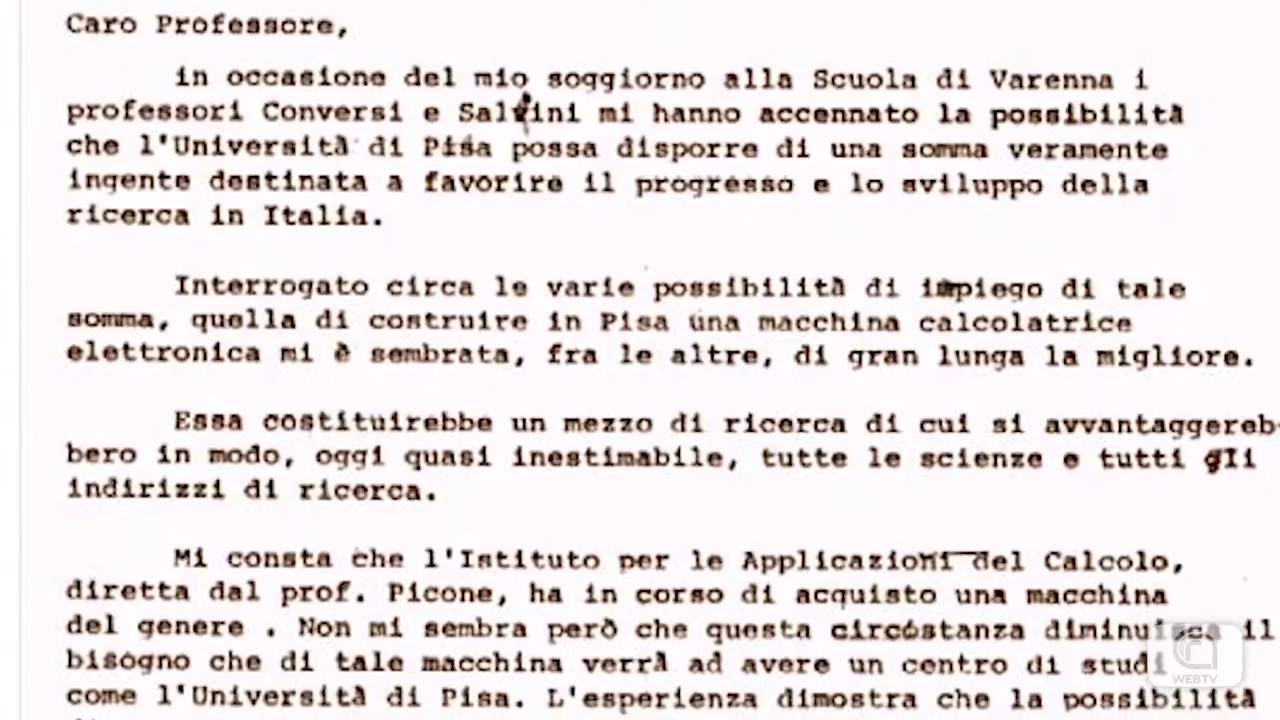 Caro Professore,
in occasione del mio soggiorno alla Scuola di Varenna i
professori Conversi e Salvini mi hanno accennato la possibilità
che l'Università di Pisa possa disporre di una somma veramente
ingente destinata a favorire il progresso e lo sviluppo della
ricerca in Italia.
Interrogato circa le varie possibilità di impiego di tale
somma, quella di costruire in Pisa una macchina calcolatrice
elettronica mi è sembrata, fra le altre, di gran lunga la migliore.
Essa costituirebbe un mezzo di ricerca di cui si avvantaggereb-
bero in modo, oggi quasi inestimabile, tutte le scienze e tutti gli
indirizzi di ricerca.
Mi consta che l'Istituto per le Applicazioni del Calcolo,
diretta dal prof. Picone, ha in corso di acquisto una macchina
del genere . Non mi sembra però che questa circostanza diminuisca il
bisogno che di tale macchina verrà ad avere un centro di studi
come l'Università di Pisa. L'esperienza dimostra che la possibilità
WEBTV